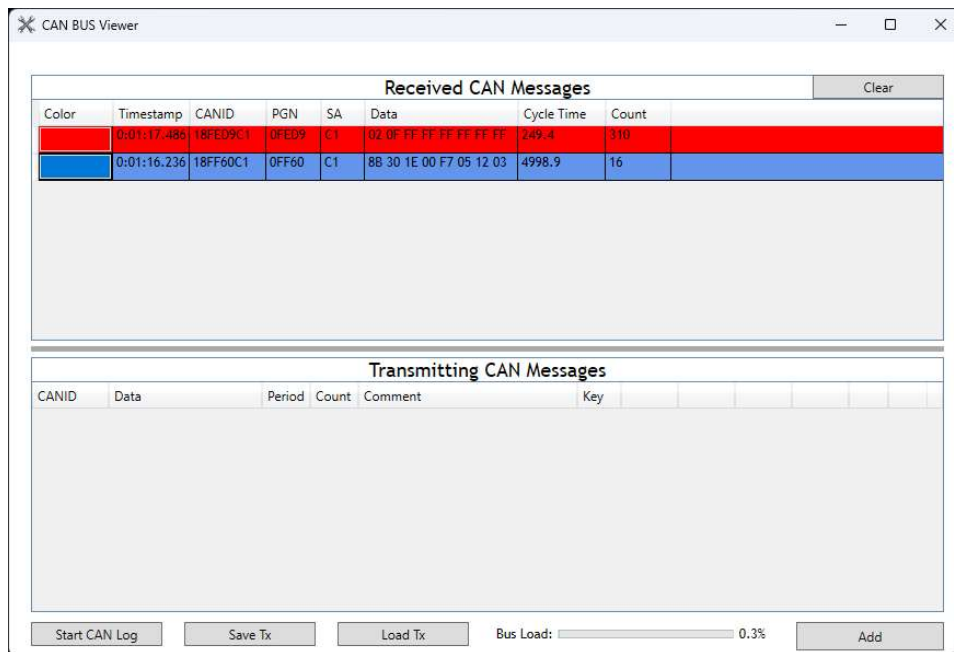 CAN BUS Viewer
Received CAN Messages Clear
Color Timestamp CANID PGN SA Data Cycle Time Count
0:01:17.486 18FED9C1 0FED9 C1 02 0F FF FF FF FF FF FF 249.4 310
0:01:16.236 18FF60C1 0FF60 C1 8B 30 1E 00 F7 05 12 03 4998.9 16
Transmitting CAN Messages
CANID Data Period Count Comment Key
Start CAN Log Save Tx Load Tx Bus Load: 0.3% Add